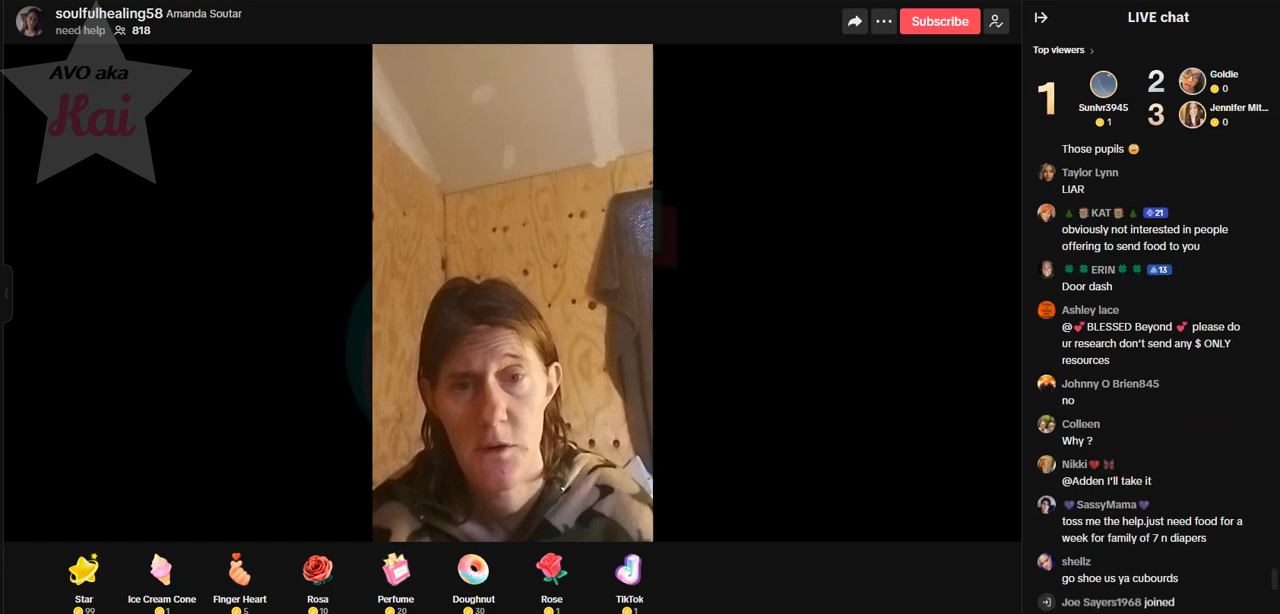 soulfulhealing58 Amanda Soutar
need help 818
Subscribe
AVO aka
Kai
Star
99
Ice Cream Cone
1
Finger Heart
5
Rosa
10
Perfume
20
Doughnut
30
Rose
1
TikTok
1
LIVE chat
Top viewers
1
Sunlvr3945
1
2
Goldie
0
3
Jennifer Mit...
0
Those pupils
Taylor Lynn
LIAR
KAT 21
obviously not interested in people
offering to send food to you
ERIN 13
Door dash
Ashley lace
@💕BLESSED Beyond 💕 please do
ur research don't send any $ ONLY
resources
Johnny O Brien845
no
Colleen
Why ?
Nikki
@Adden I'll take it
SassyMama
toss me the help.just need food for a
week for family of 7 n diapers
shellz
go shoe us ya cubourds
Joe Sayers1968 joined